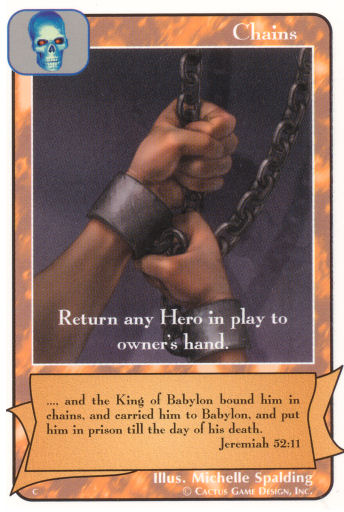 Chains
Return any Hero in play to
owner's hand.
..., and the King of Babylon bound him in
chains, and carried him to Babylon, and put
him in prison till the day of his death.
Jeremiah 52:11
Illus. Michelle Spalding
C
© CACTUS GAME DESIGN, INC.